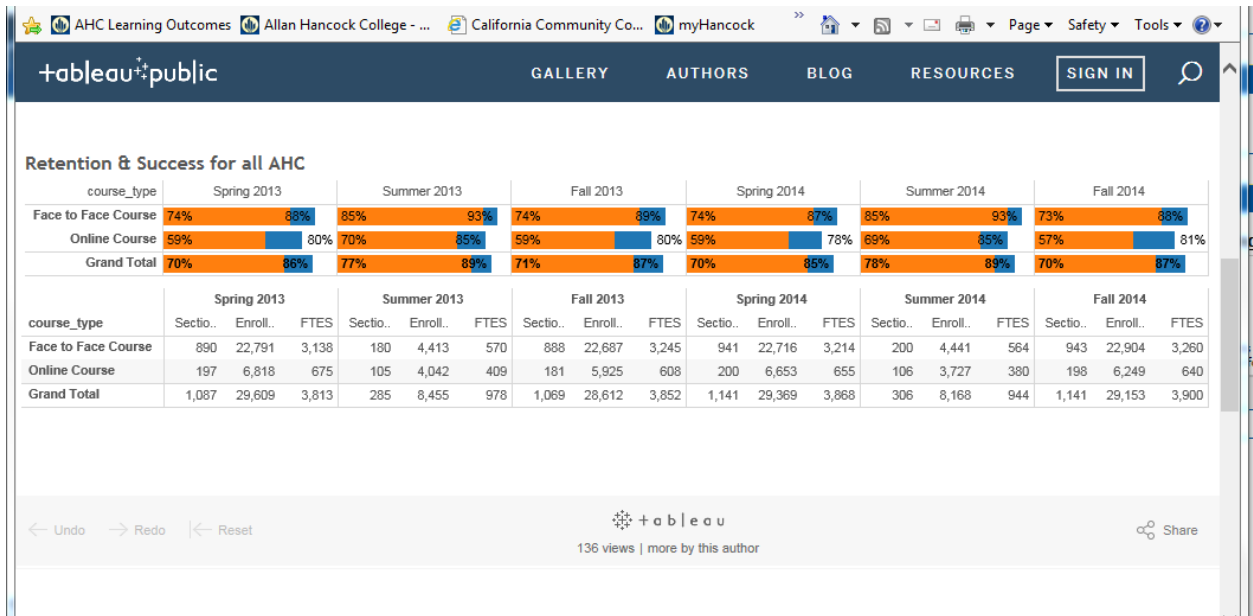 AHC Learning Outcomes Allan Hancock College - ... California Community Co... myHancock » Page Safety Tools
+ableau public GALLERY AUTHORS BLOG RESOURCES SIGN IN
Retention & Success for all AHC
course_type Spring 2013 Summer 2013 Fall 2013 Spring 2014 Summer 2014 Fall 2014
Face to Face Course 74% 88% 85% 93% 74% 89% 74% 87% 85% 93% 73% 88%
Online Course 59% 80% 70% 85% 59% 80% 59% 78% 69% 85% 57% 81%
Grand Total 70% 86% 77% 89% 71% 87% 70% 85% 78% 89% 70% 87%
Spring 2013 Summer 2013 Fall 2013 Spring 2014 Summer 2014 Fall 2014
course_type Sectio.. Enroll.. FTES Sectio.. Enroll.. FTES Sectio.. Enroll.. FTES Sectio.. Enroll.. FTES Sectio.. Enroll.. FTES Sectio.. Enroll.. FTES
Face to Face Course 890 22,791 3,138 180 4,413 570 888 22,687 3,245 941 22,716 3,214 200 4,441 564 943 22,904 3,260
Online Course 197 6,818 675 105 4,042 409 181 5,925 608 200 6,653 655 106 3,727 380 198 6,249 640
Grand Total 1,087 29,609 3,813 285 8,455 978 1,069 28,612 3,852 1,141 29,369 3,868 306 8,168 944 1,141 29,153 3,900
Undo Redo Reset +ableau Share
136 views | more by this author